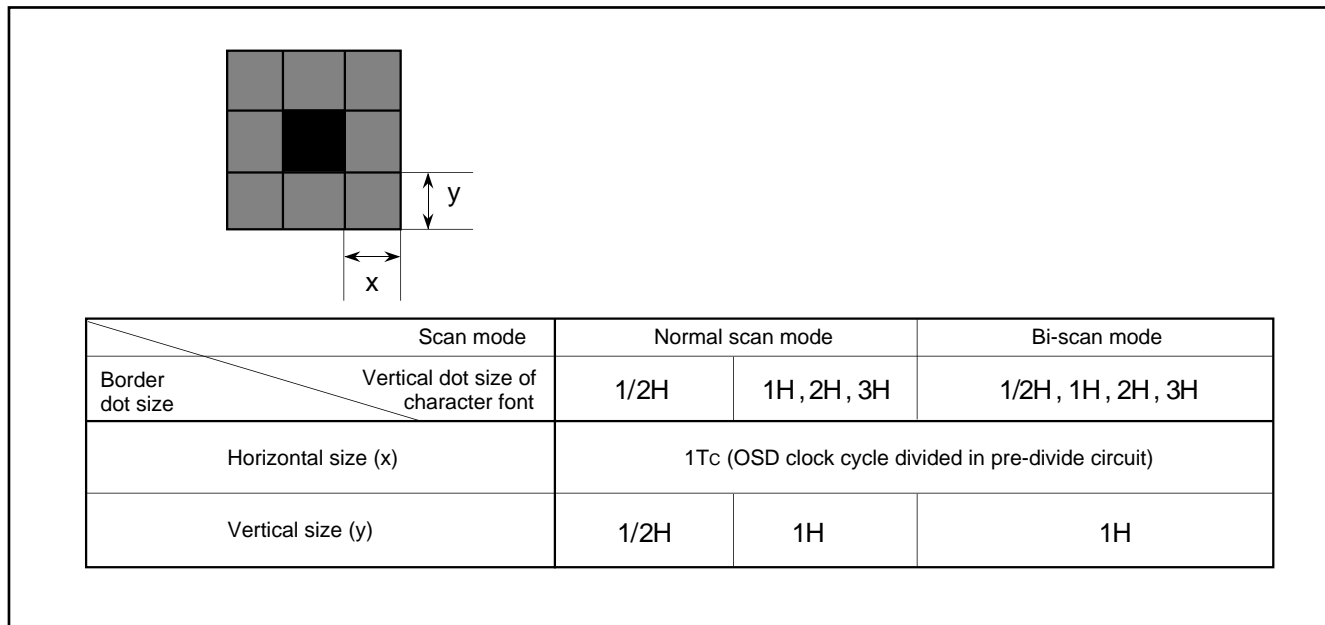 y
x
Scan mode
Normal scan mode
Bi-scan mode
Border
dot size
Vertical dot size of
character font
1/2H
1H , 2H , 3H
1/2H , 1H , 2H , 3H
Horizontal size (x)
1Tc (OSD clock cycle divided in pre-divide circuit)
Vertical size (y)
1/2H
1H
1H